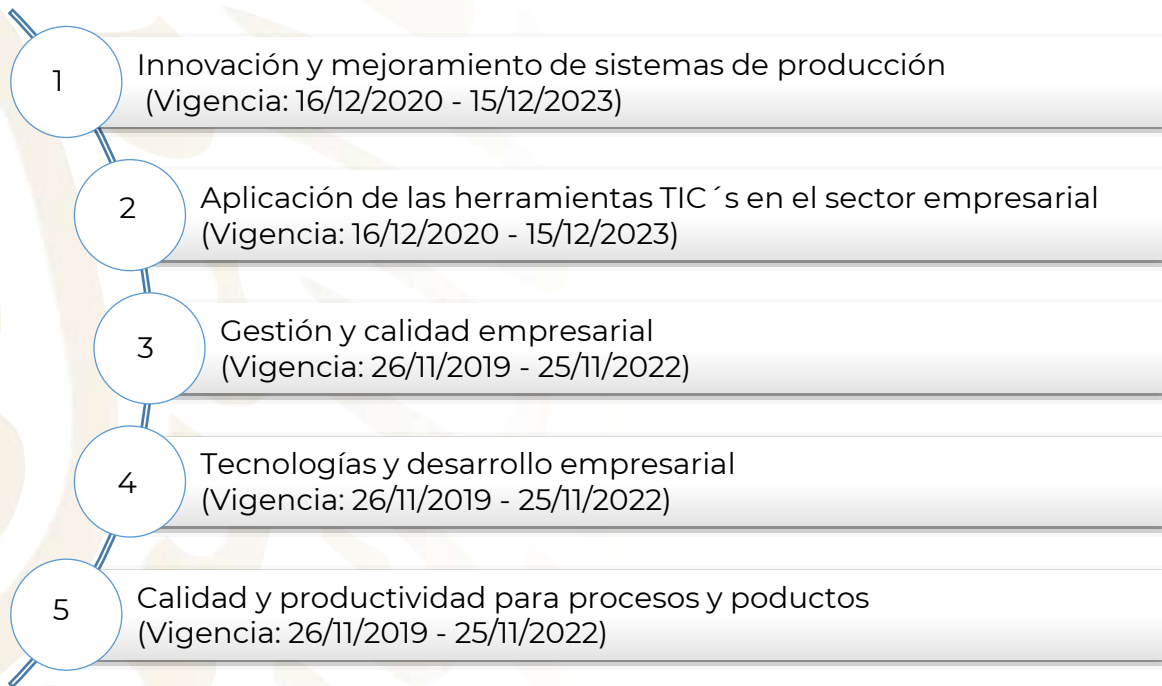 1
Innovación y mejoramiento de sistemas de producción
(Vigencia: 16/12/2020 - 15/12/2023)
2
Aplicación de las herramientas TIC´s en el sector empresarial
(Vigencia: 16/12/2020 - 15/12/2023)
3
Gestión y calidad empresarial
(Vigencia: 26/11/2019 - 25/11/2022)
4
Tecnologías y desarrollo empresarial
(Vigencia: 26/11/2019 - 25/11/2022)
5
Calidad y productividad para procesos y poductos
(Vigencia: 26/11/2019 - 25/11/2022)